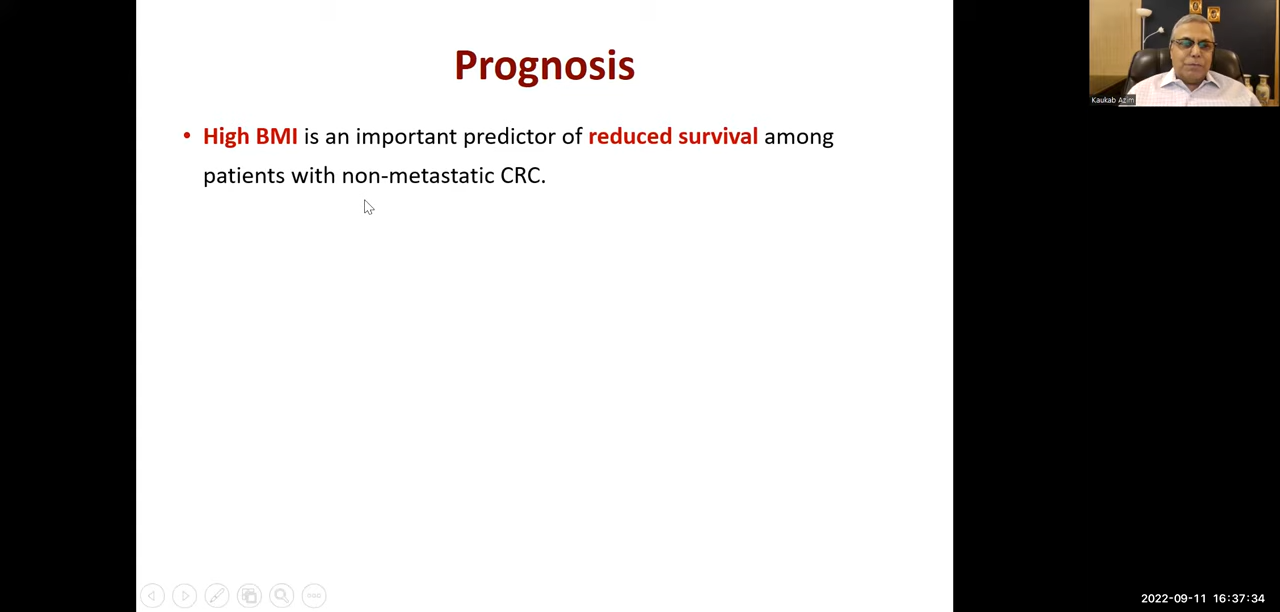 Prognosis
• High BMI is an important predictor of reduced survival among
patients with non-metastatic CRC.
Kaukab Azim
2022-09-11 16:37:34